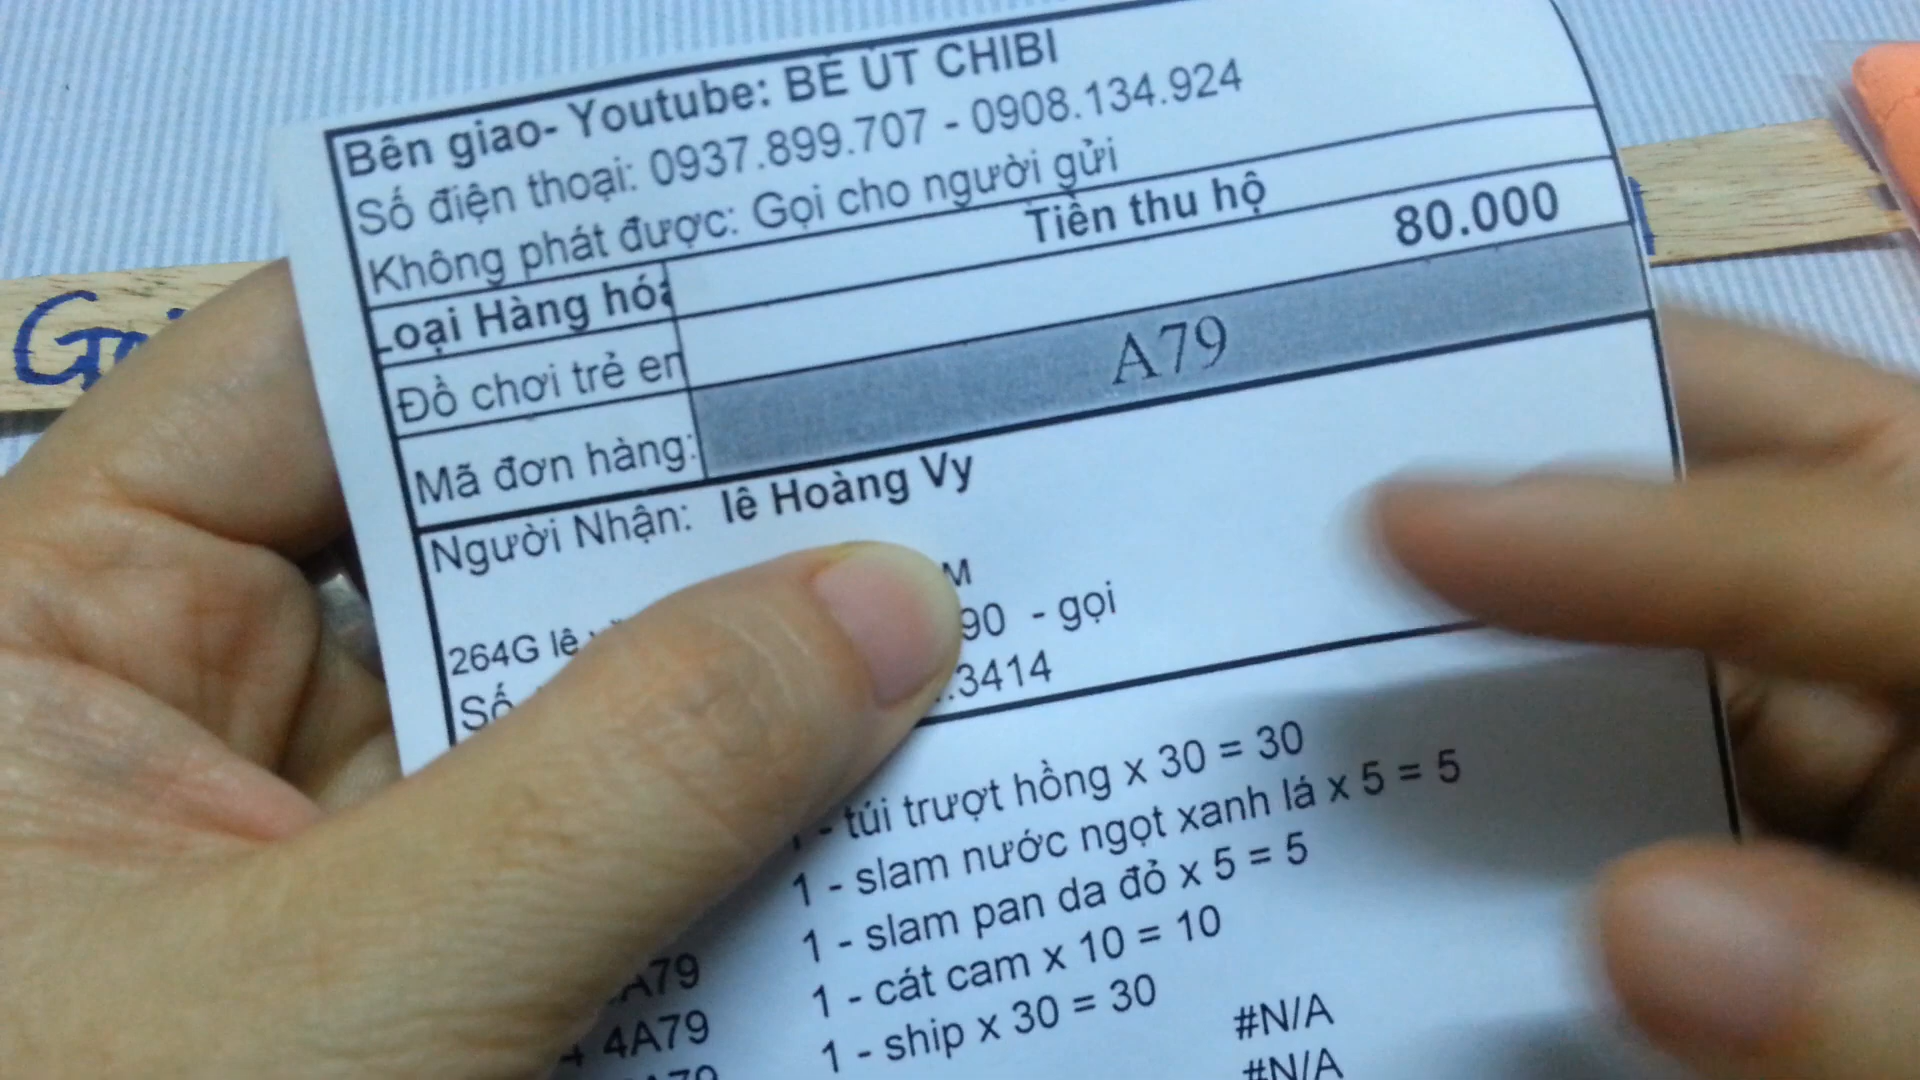 Bên giao- Youtube: BÉ ÚT CHIBI
Số điện thoại: 0937.899.707 - 0908.134.924
Không phát được: Gọi cho người gửi
Loại Hàng hóa
Tiền thu hộ
Đồ chơi trẻ em
80.000
Mã đơn hàng:
A79
Người Nhận: lê Hoàng Vy
264G lê
Số
90 - gọi
.3414
1 - túi trượt hồng x 30 = 30
1 - slam nước ngọt xanh lá x 5 = 5
1 - slam pan da đỏ x 5 = 5
A79 1 - cát cam x 10 = 10
4A79 1 - ship x 30 = 30
#N/A
#N/A